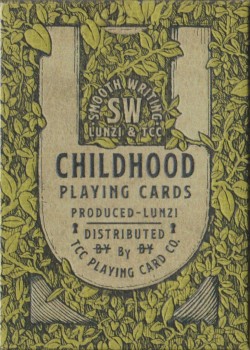 SMOOTH WRITING
SW
LUNZI & TCC
CHILDHOOD
PLAYING CARDS
PRODUCED-LUNZI
DISTRIBUTED
BY By BY
TCC PLAYING CARD CO.